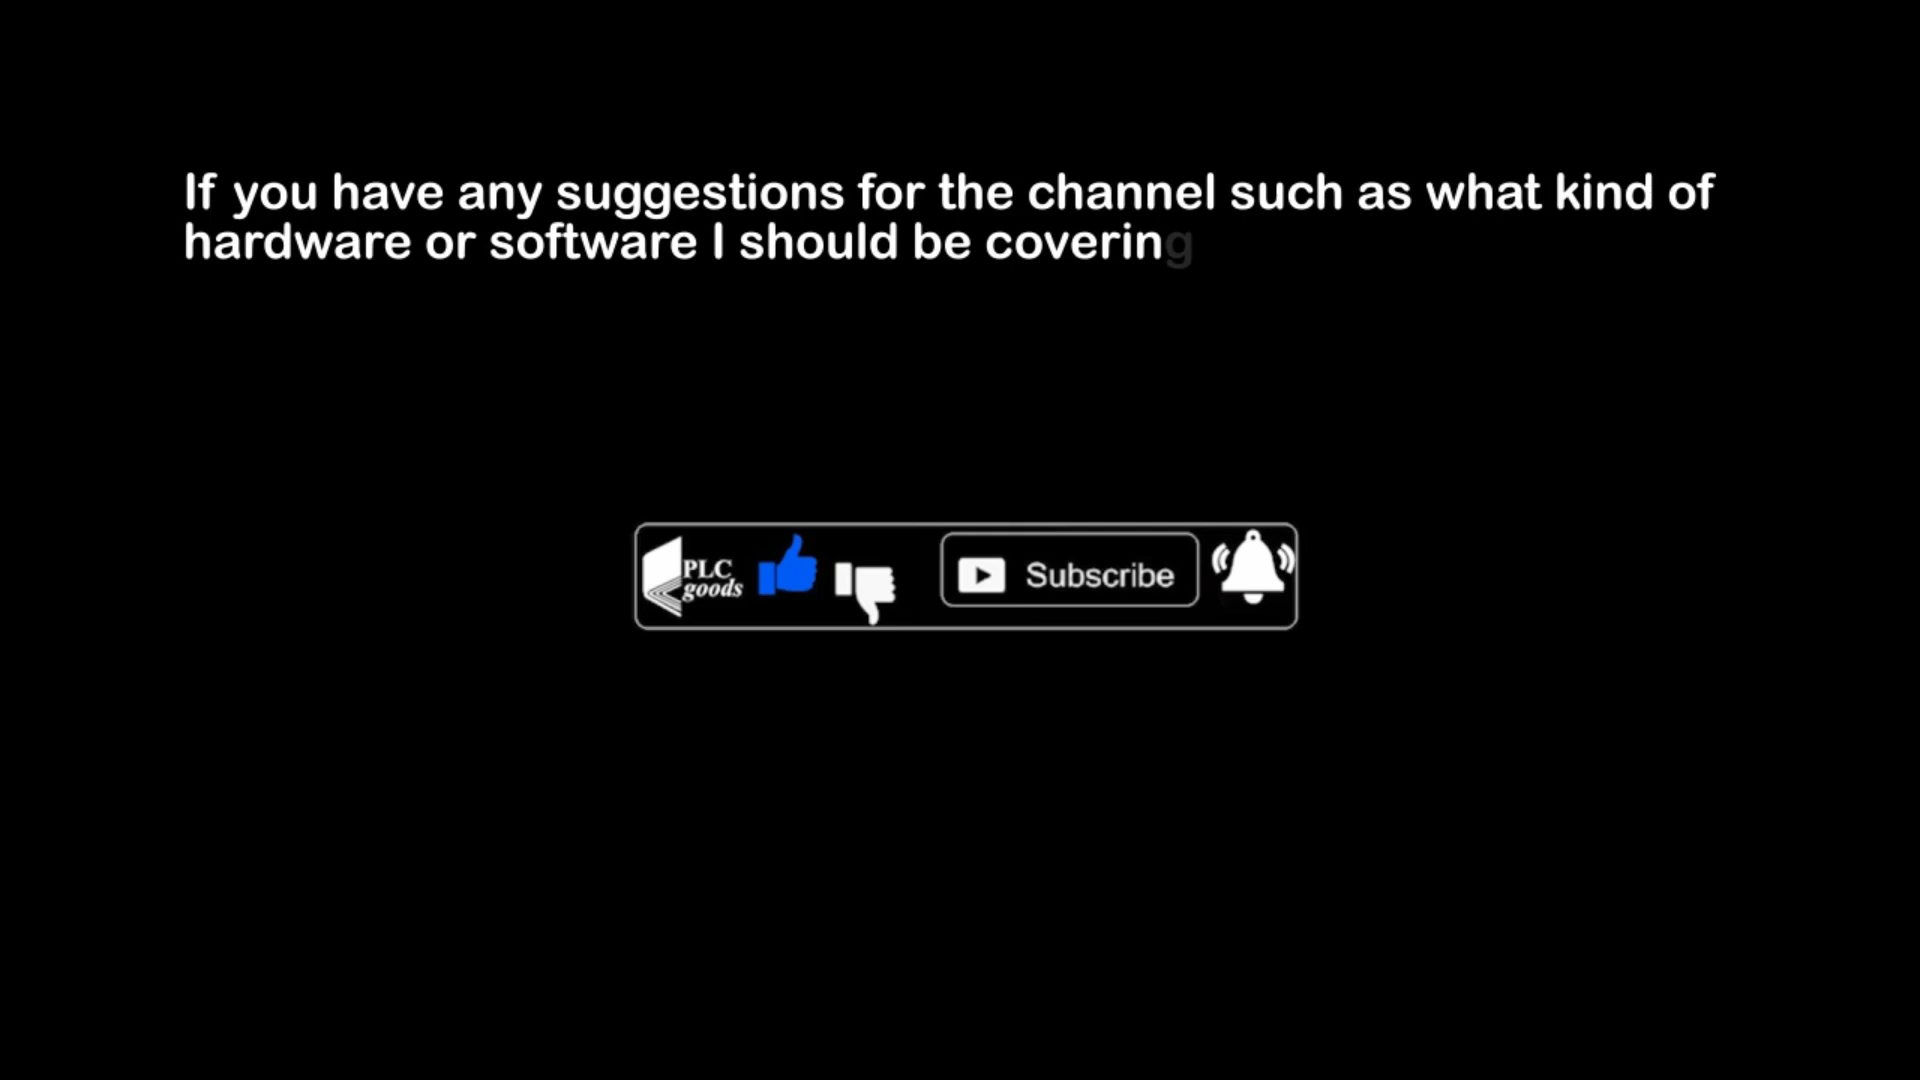 If you have any suggestions for the channel such as what kind of
hardware or software I should be covering
PLC
goods
Subscribe